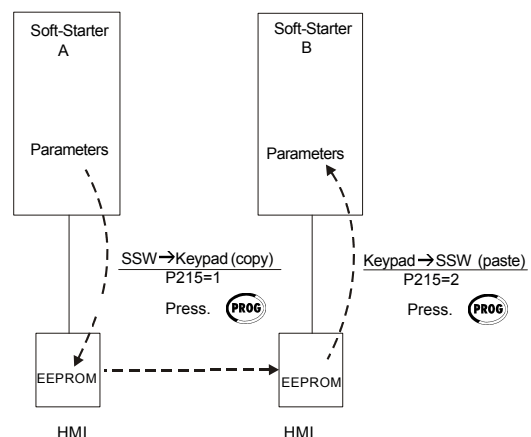 Soft-Starter
A
Parameters
SSW→Keypad (copy)
P215=1
Press. PROG
EEPROM
HMI
Soft-Starter
B
Parameters
Keypad→SSW (paste)
P215=2
Press. PROG
EEPROM
HMI